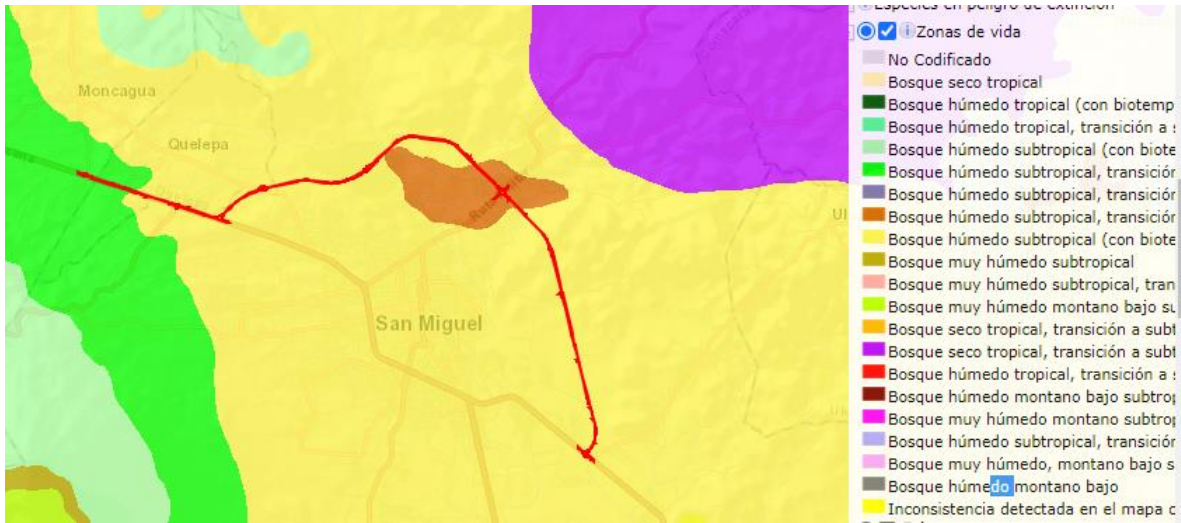 Especies en peligro de extinción
Zonas de vida
No Codificado
Bosque seco tropical
Bosque húmedo tropical (con biotemp
Bosque húmedo tropical, transición a s
Bosque húmedo subtropical (con biote
Bosque húmedo subtropical, transición
Bosque húmedo subtropical, transición
Bosque húmedo subtropical, transición
Bosque húmedo subtropical (con biote
Bosque muy húmedo subtropical
Bosque muy húmedo subtropical, tran
Bosque muy húmedo montano bajo su
Bosque seco tropical, transición a subt
Bosque seco tropical, transición a subt
Bosque húmedo tropical, transición a s
Bosque húmedo montano bajo subtrop
Bosque muy húmedo montano subtrop
Bosque húmedo subtropical, transición
Bosque muy húmedo, montano bajo s
Bosque húmedo montano bajo
Inconsistencia detectada en el mapa c
Moncagua
Quelepa
San Miguel